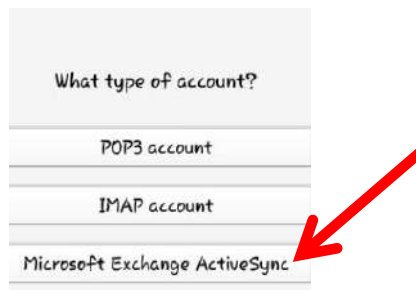 What type of account?
POP3 account
IMAP account
Microsoft Exchange ActiveSync